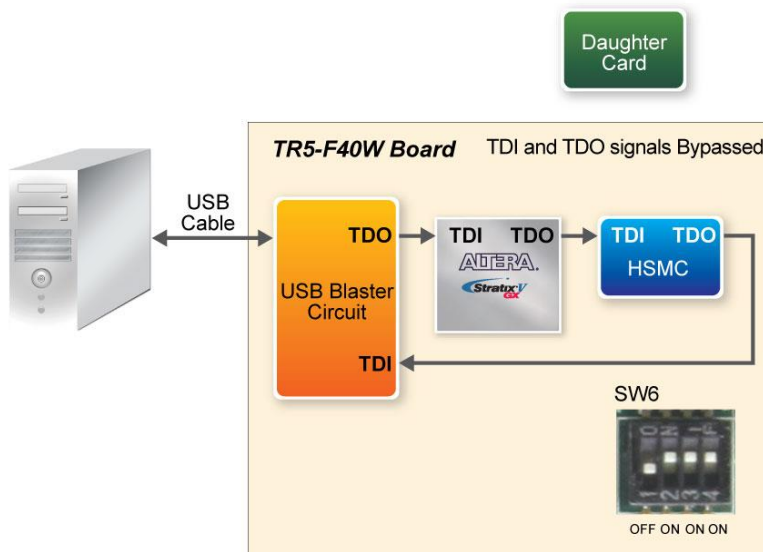 Daughter
Card
TR5-F40W Board
TDI and TDO signals Bypassed
USB
Cable
TDO
USB Blaster
Circuit
TDI
TDI TDO
ALTERA.
Stratix V
GX
TDI TDO
HSMC
SW6
1 2 3 4
OFF ON ON ON